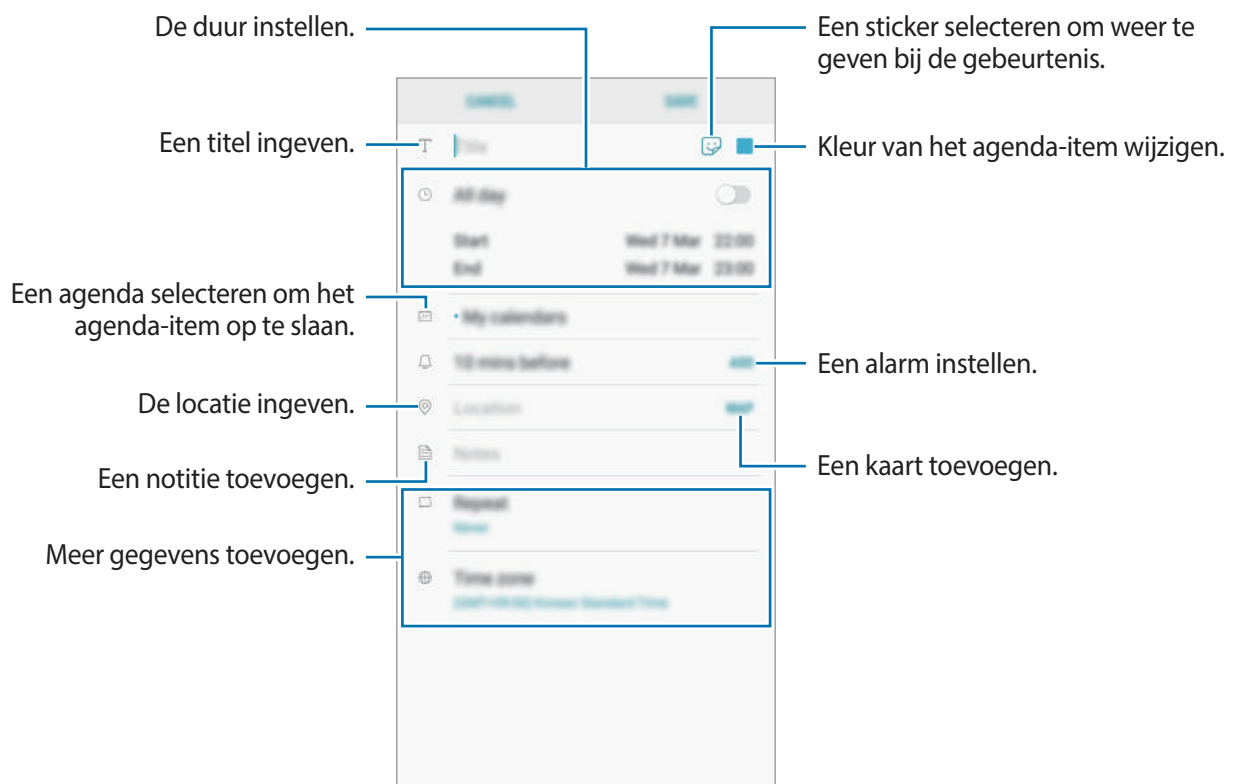 De duur instellen.
Een sticker selecteren om weer te
geven bij de gebeurtenis.
CANCEL SAVE
Een titel ingeven.
Title
Kleur van het agenda-item wijzigen.
All day
Start Wed 7 Mar 22:00
End Wed 7 Mar 23:00
Een agenda selecteren om het
agenda-item op te slaan.
My calendars
10 mins before ADD
Een alarm instellen.
De locatie ingeven.
Location MAP
Notes
Een kaart toevoegen.
Een notitie toevoegen.
Repeat
Never
Meer gegevens toevoegen.
Time zone
(GMT+09:00) Korean Standard Time